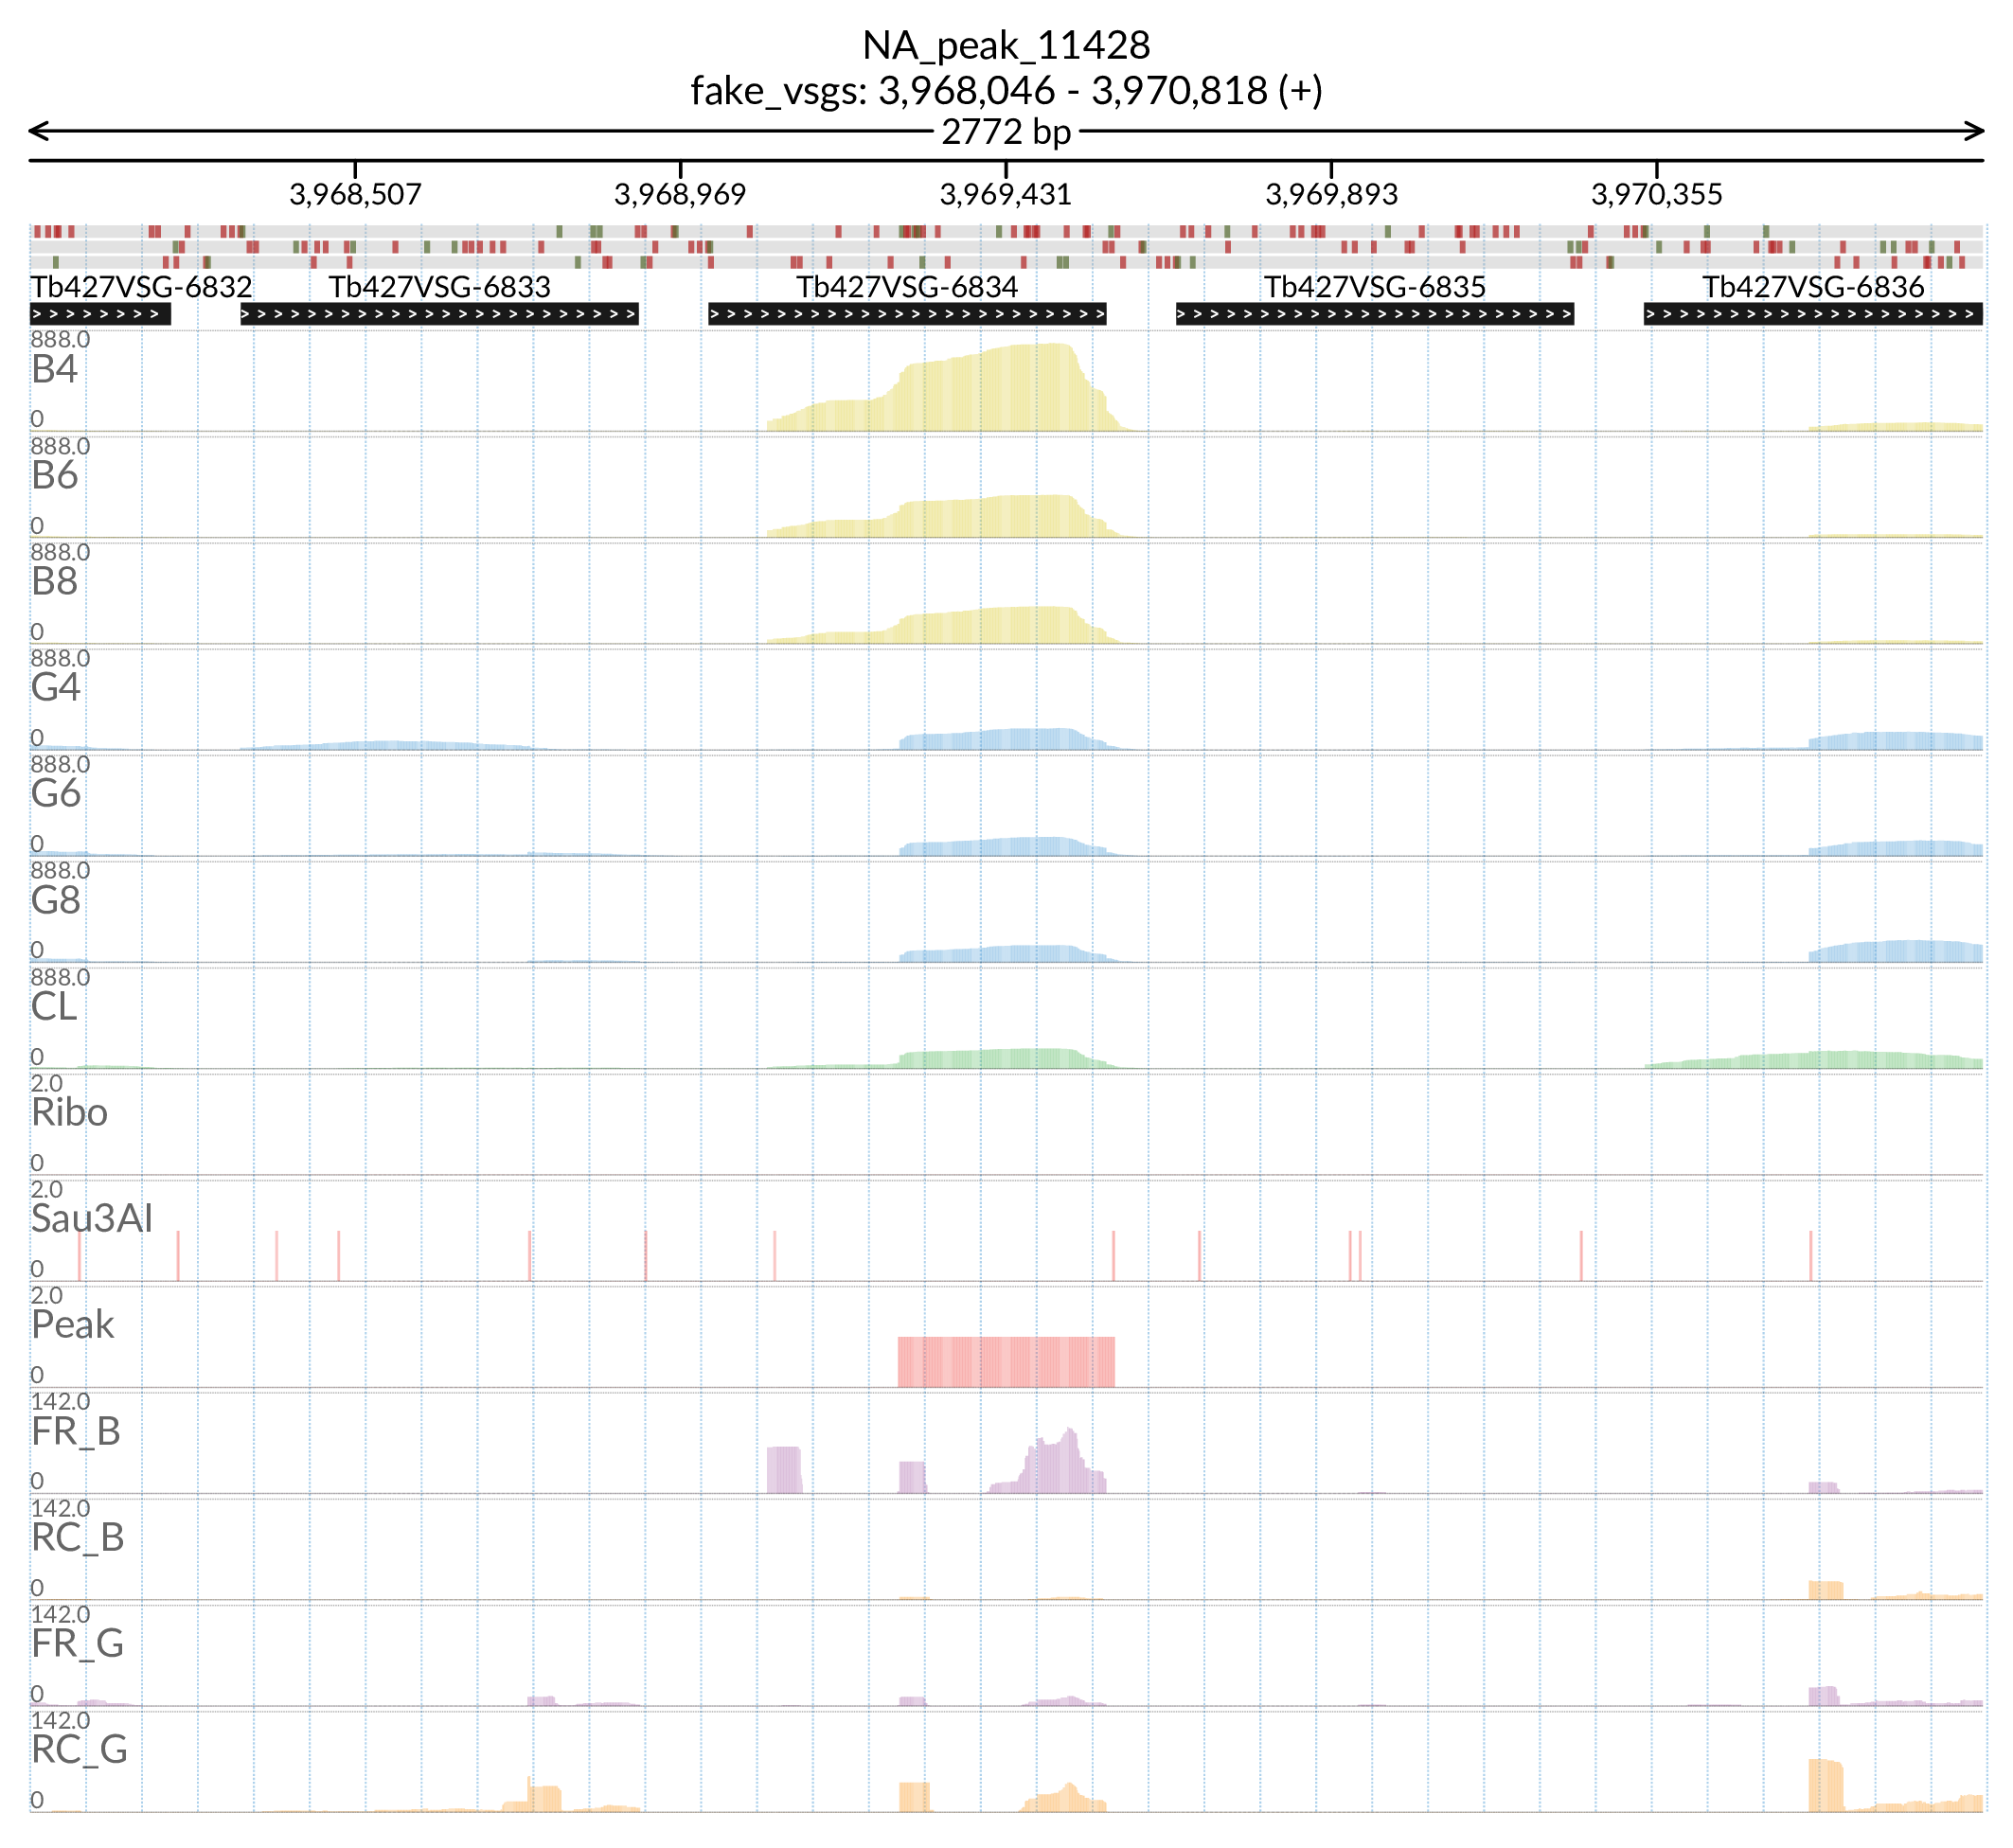 NA_peak_11428
fake_vsgs: 3,968,046 - 3,970,818 (+)
2772 bp
3,968,507 3,968,969 3,969,431 3,969,893 3,970,355
Tb427VSG-6832 Tb427VSG-6833 Tb427VSG-6834 Tb427VSG-6835 Tb427VSG-6836
888.0
B4
0
888.0
B6
0
888.0
B8
0
888.0
G4
0
888.0
G6
0
888.0
G8
0
888.0
CL
0
2.0
Ribo
0
2.0
Sau3AI
0
2.0
Peak
0
142.0
FR_B
0
142.0
RC_B
0
142.0
FR_G
0
142.0
RC_G
0